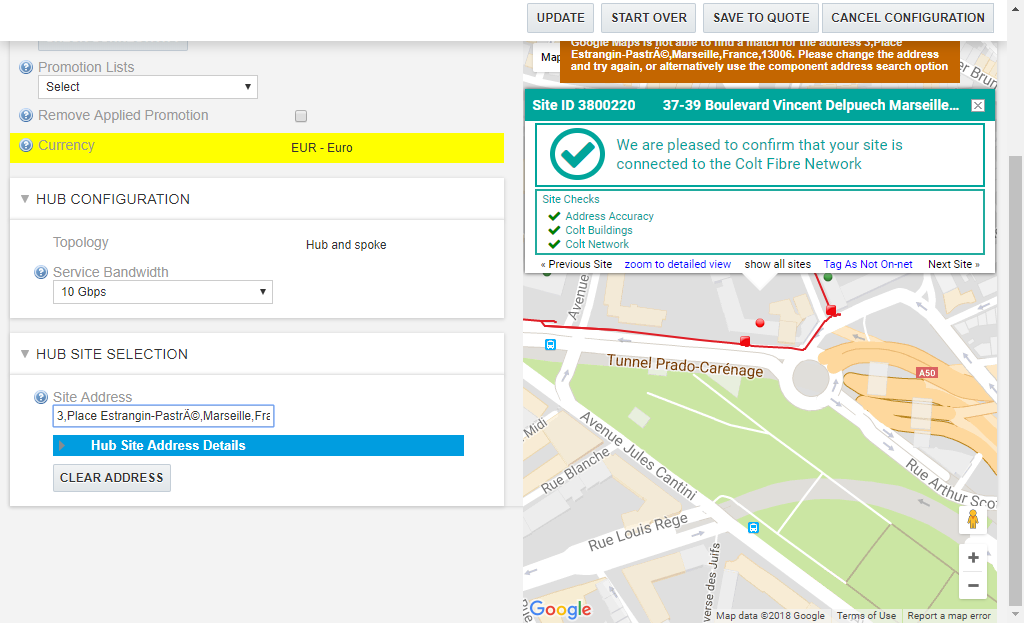 UPDATE
START OVER
SAVE TO QUOTE
CANCEL CONFIGURATION
Promotion Lists
Select
Remove Applied Promotion
Currency
EUR - Euro
HUB CONFIGURATION
Topology
Hub and spoke
Service Bandwidth
10 Gbps
HUB SITE SELECTION
Site Address
3,Place Estrangin-PastrÃ©,Marseille,Fra
Hub Site Address Details
CLEAR ADDRESS
Map
Google Maps is not able to find a match for the address 3,Place
Estrangin-PastrÃ©,Marseille,France,13006. Please change the address
and try again, or alternatively use the component address search option
Site ID 3800220
37-39 Boulevard Vincent Delpuech Marseille...
We are pleased to confirm that your site is
connected to the Colt Fibre Network
Site Checks
Address Accuracy
Colt Buildings
Colt Network
« Previous Site
zoom to detailed view
show all sites
Tag As Not On-net
Next Site »
Avenue
Tunnel Prado-Carénage
A50
Midi
Rue Blanche
Avenue Jules Cantini
Rue Arthur Scot
Rue Louis Rège
verse des Juifs
Google
Map data ©2018 Google
Terms of Use
Report a map error